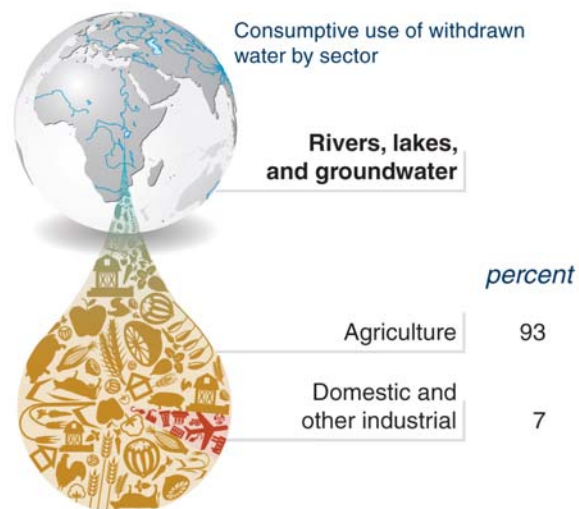 Consumptive use of withdrawn
water by sector
Rivers, lakes,
and groundwater
percent
Agriculture 93
Domestic and
other industrial 7